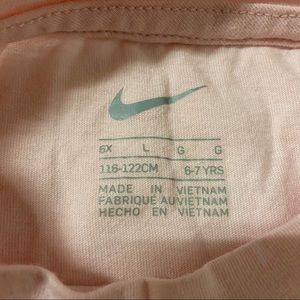 6X L G G
116-122CM 6-7 YRS
MADE IN VIETNAM
FABRIQUE AU VIETNAM
HECHO EN VIETNAM